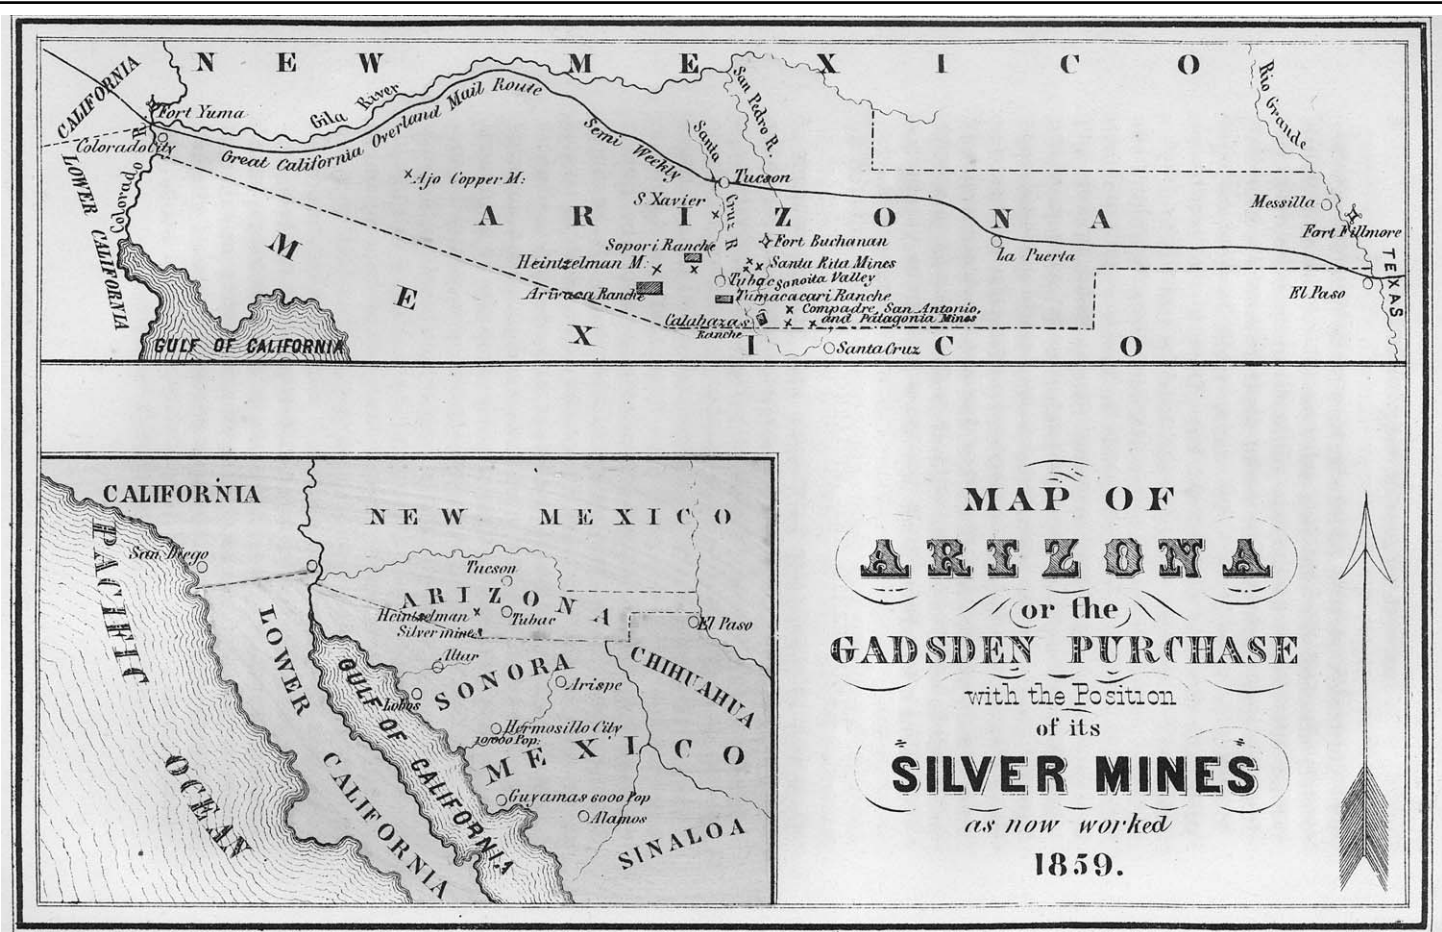 NEW MEXICO
CALIFORNIA
Fort Yuma
Gila River
Great California Overland Mail Route
Semi Weekly
Colorado City
Colorado R.
LOWER CALIFORNIA
Ajo Copper M:
San Pedro R.
Santa Cruz R
Tucson
S. Xavier
Rio Grande
Messilla
Fort Fillmore
ARIZONA
Sopori Ranche
Fort Buchanan
La Puerta
Heintzelman M:
Santa Rita Mines
Tubac
Sonoita Valley
Arivaca Ranche
Tumacacari Ranche
Compadre, San Antonio,
and Patagonia Mines
Calabazas
Ranche
El Paso
TEXAS
Santa Cruz
MEXICO
GULF OF CALIFORNIA
CALIFORNIA
NEW MEXICO
PACIFIC OCEAN
San Diego
Tucson
ARIZONA
Heintzelman
Silver mines
Tubac
El Paso
LOWER CALIFORNIA
GULF OF CALIFORNIA
Altar
SONORA
CHIHUAHUA
Lobos
Arispe
Hermosillo City
10,000 Pop:
MEXICO
Guyamas 6000 Pop
Alamos
SINALOA
MAP OF
ARIZONA
or the
GADSDEN PURCHASE
with the Position
of its
SILVER MINES
as now worked
1859.